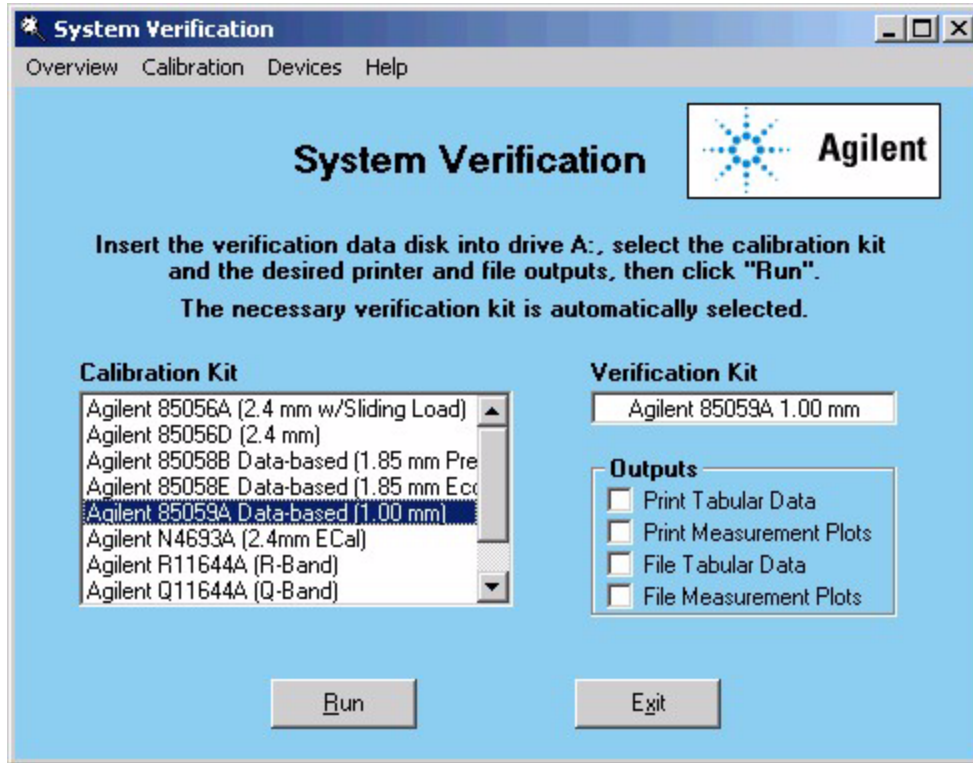 System Verification
Overview Calibration Devices Help
System Verification
Agilent
Insert the verification data disk into drive A:, select the calibration kit
and the desired printer and file outputs, then click "Run".
The necessary verification kit is automatically selected.
Calibration Kit
Agilent 85056A (2.4 mm w/Sliding Load)
Agilent 85056D (2.4 mm)
Agilent 85058B Data-based (1.85 mm Pre
Agilent 85058E Data-based (1.85 mm Eco
Agilent 85059A Data-based (1.00 mm)
Agilent N4693A (2.4mm ECal)
Agilent R11644A (R-Band)
Agilent Q11644A (Q-Band)
Verification Kit
Agilent 85059A 1.00 mm
Outputs
Print Tabular Data
Print Measurement Plots
File Tabular Data
File Measurement Plots
Run
Exit